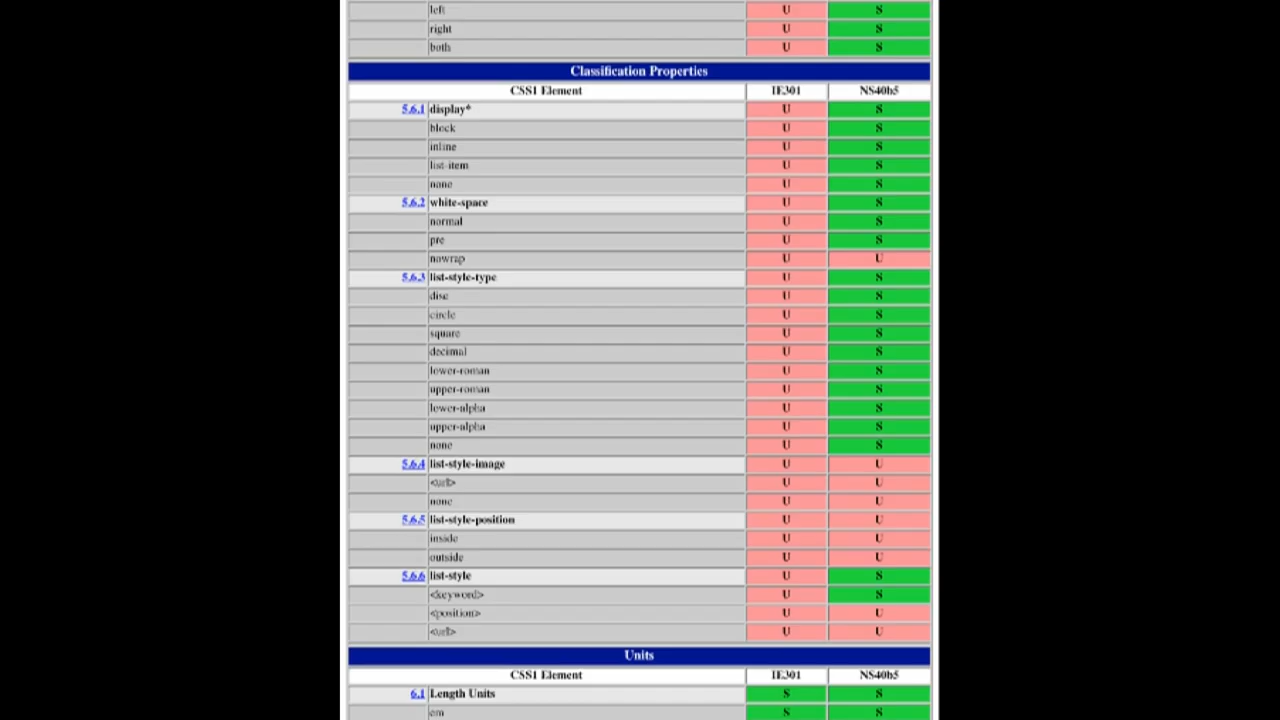 left U S
right U S
both U S
Classification Properties
CSS1 Element IE301 NS40b5
5.6.1 display* U S
block U S
inline U S
list-item U S
none U S
5.6.2 white-space U S
normal U S
pre U S
nowrap U U
5.6.3 list-style-type U S
disc U S
circle U S
square U S
decimal U S
lower-roman U S
upper-roman U S
lower-alpha U S
upper-alpha U S
none U S
5.6.4 list-style-image U U
<url> U U
none U U
5.6.5 list-style-position U U
inside U U
outside U U
5.6.6 list-style U S
<keyword> U S
<position> U U
<url> U U
Units
CSS1 Element IE301 NS40b5
6.1 Length Units S S
em S S